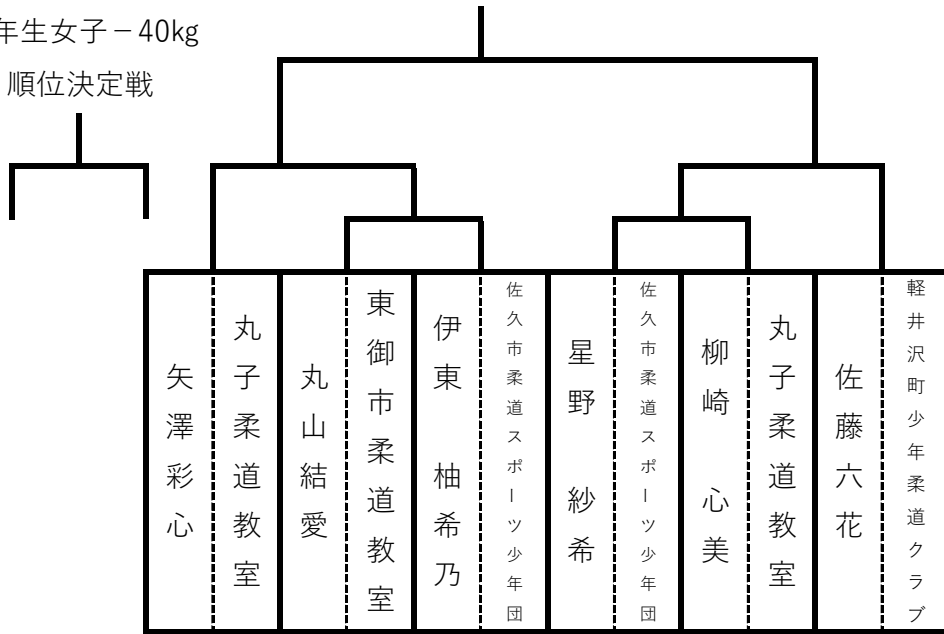 年生女子－40kg
順位決定戦
矢澤彩心
丸子柔道教室
丸山結愛
東御市柔道教室
伊東　柚希乃
佐久市柔道スポーツ少年団
星野　紗希
佐久市柔道スポーツ少年団
柳崎　心美
丸子柔道教室
佐藤六花
軽井沢町少年柔道クラブ